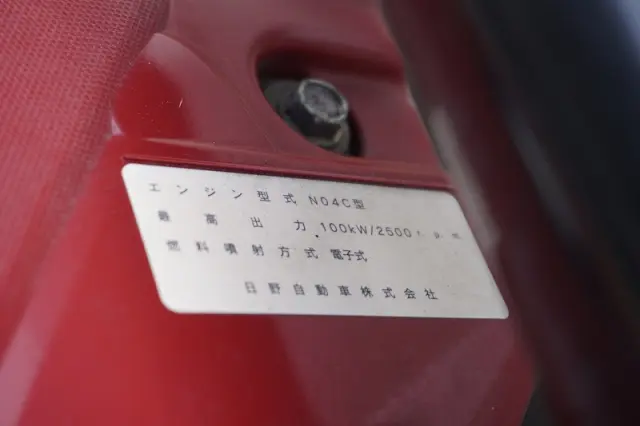 エンジン型式 N04C型
最高出力 100kW/2500
燃料噴射方式 電子式
日野自動車株式会社